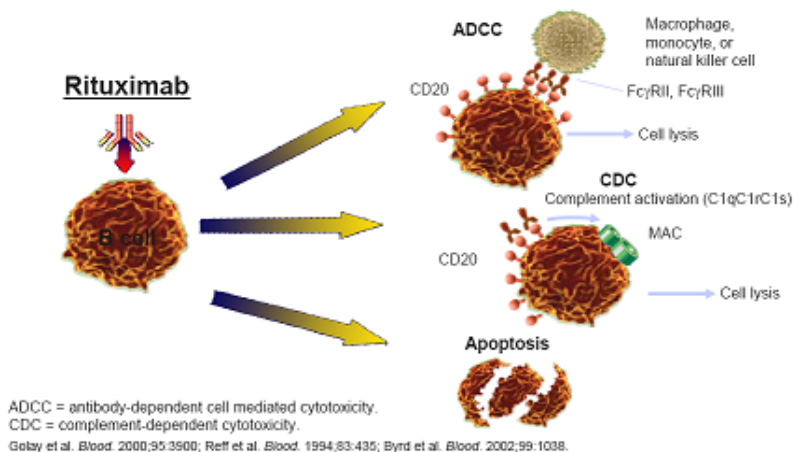 Rituximab
B cell
ADCC
CD20
Macrophage,
monocyte, or
natural killer cell
FcγRII, FcγRIII
Cell lysis
CDC
Complement activation (C1qC1rC1s)
MAC
CD20
Cell lysis
Apoptosis
ADCC = antibody-dependent cell mediated cytotoxicity.
CDC = complement-dependent cytotoxicity.
Golay et al. Blood. 2000;95:3900; Reff et al. Blood. 1994;83:435; Byrd et al. Blood. 2002;99:1038.